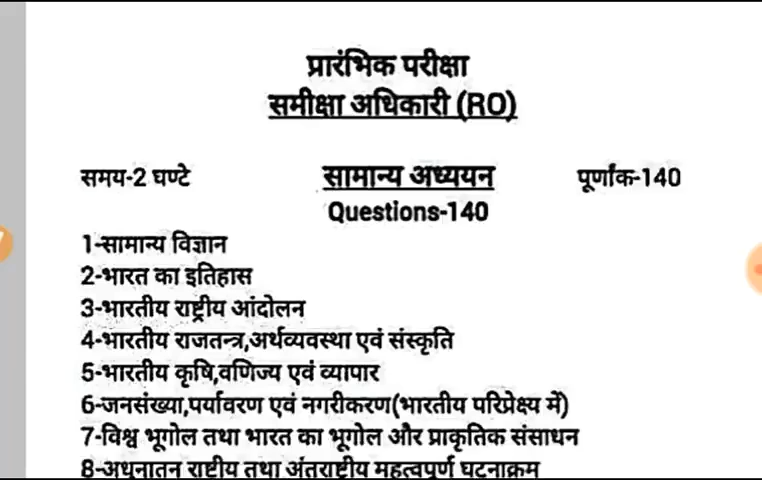 प्रारंभिक परीक्षा
समीक्षा अधिकारी (RO)
समय-2 घण्टे सामान्य अध्ययन पूर्णांक-140
Questions-140
1-सामान्य विज्ञान
2-भारत का इतिहास
3-भारतीय राष्ट्रीय आंदोलन
4-भारतीय राजतन्त्र,अर्थव्यवस्था एवं संस्कृति
5-भारतीय कृषि,वणिज्य एवं व्यापार
6-जनसंख्या,पर्यावरण एवं नगरीकरण(भारतीय परिप्रेक्ष्य में)
7-विश्व भूगोल तथा भारत का भूगोल और प्राकृतिक संसाधन
8-अधुनातन राष्ट्रीय तथा अंतराष्ट्रीय महत्वपूर्ण घटनाक्रम